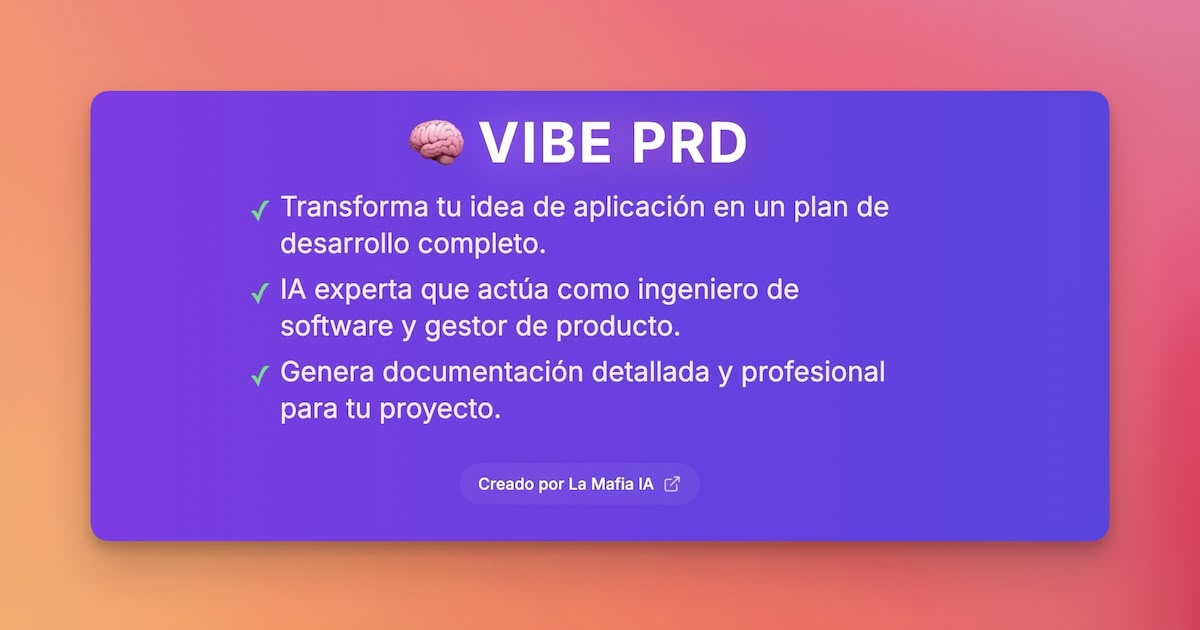 🧠 VIBE PRD
✓ Transforma tu idea de aplicación en un plan de
desarrollo completo.
✓ IA experta que actúa como ingeniero de
software y gestor de producto.
✓ Genera documentación detallada y profesional
para tu proyecto.
Creado por La Mafia IA